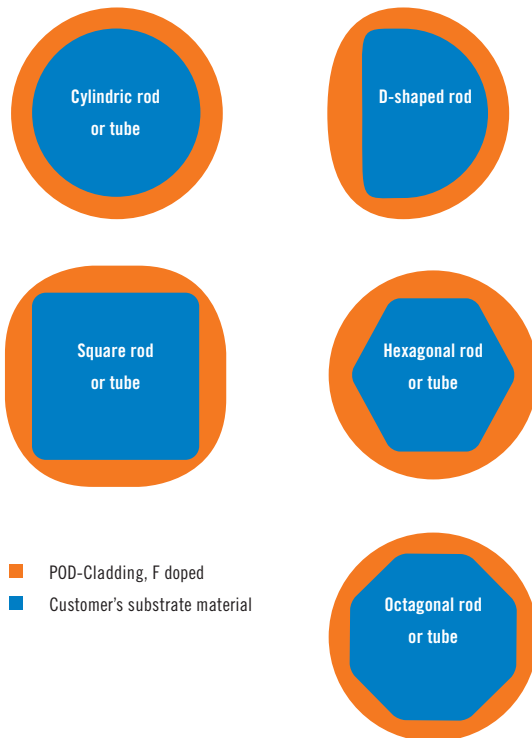 Cylindric rod
or tube
D-shaped rod
Square rod
or tube
Hexagonal rod
or tube
POD-Cladding, F doped
Customer's substrate material
Octagonal rod
or tube